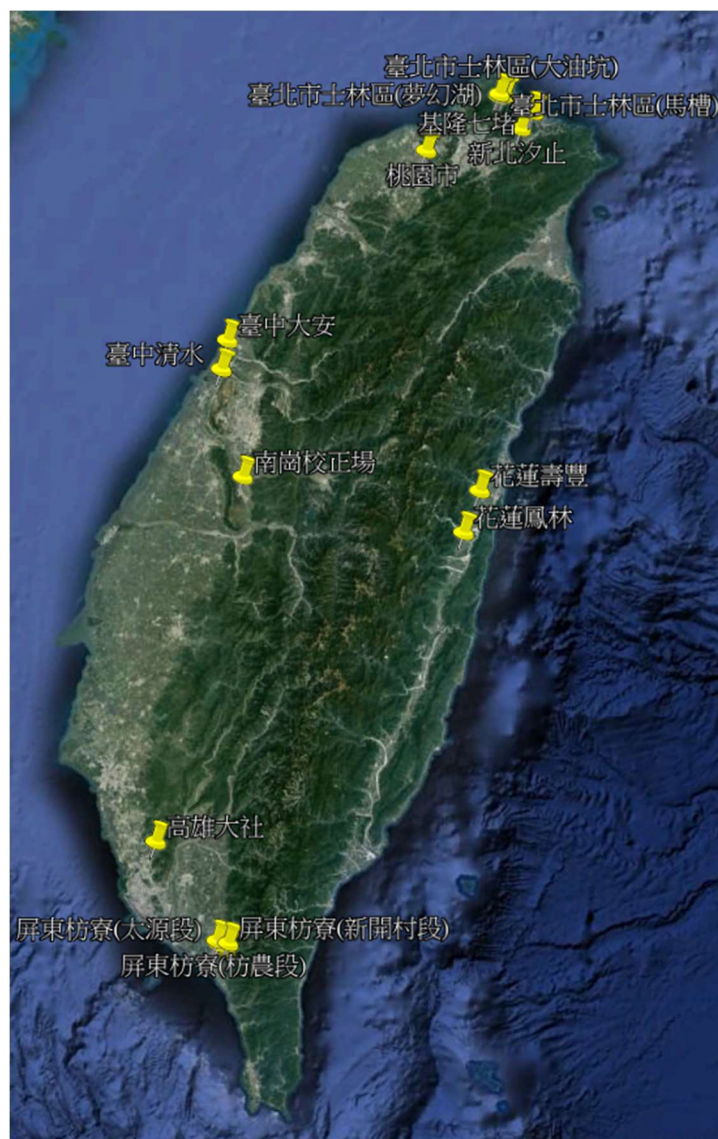 臺北市士林區(大油坑)
臺北市士林區(夢幻湖)
臺北市士林區(馬槽)
基隆七堵
新北汐止
桃園市
臺中大安
臺中清水
南崗校正場
花蓮壽豐
花蓮鳳林
高雄大社
屏東枋寮(太源段)
屏東枋寮(新開村段)
屏東枋寮(枋農段)